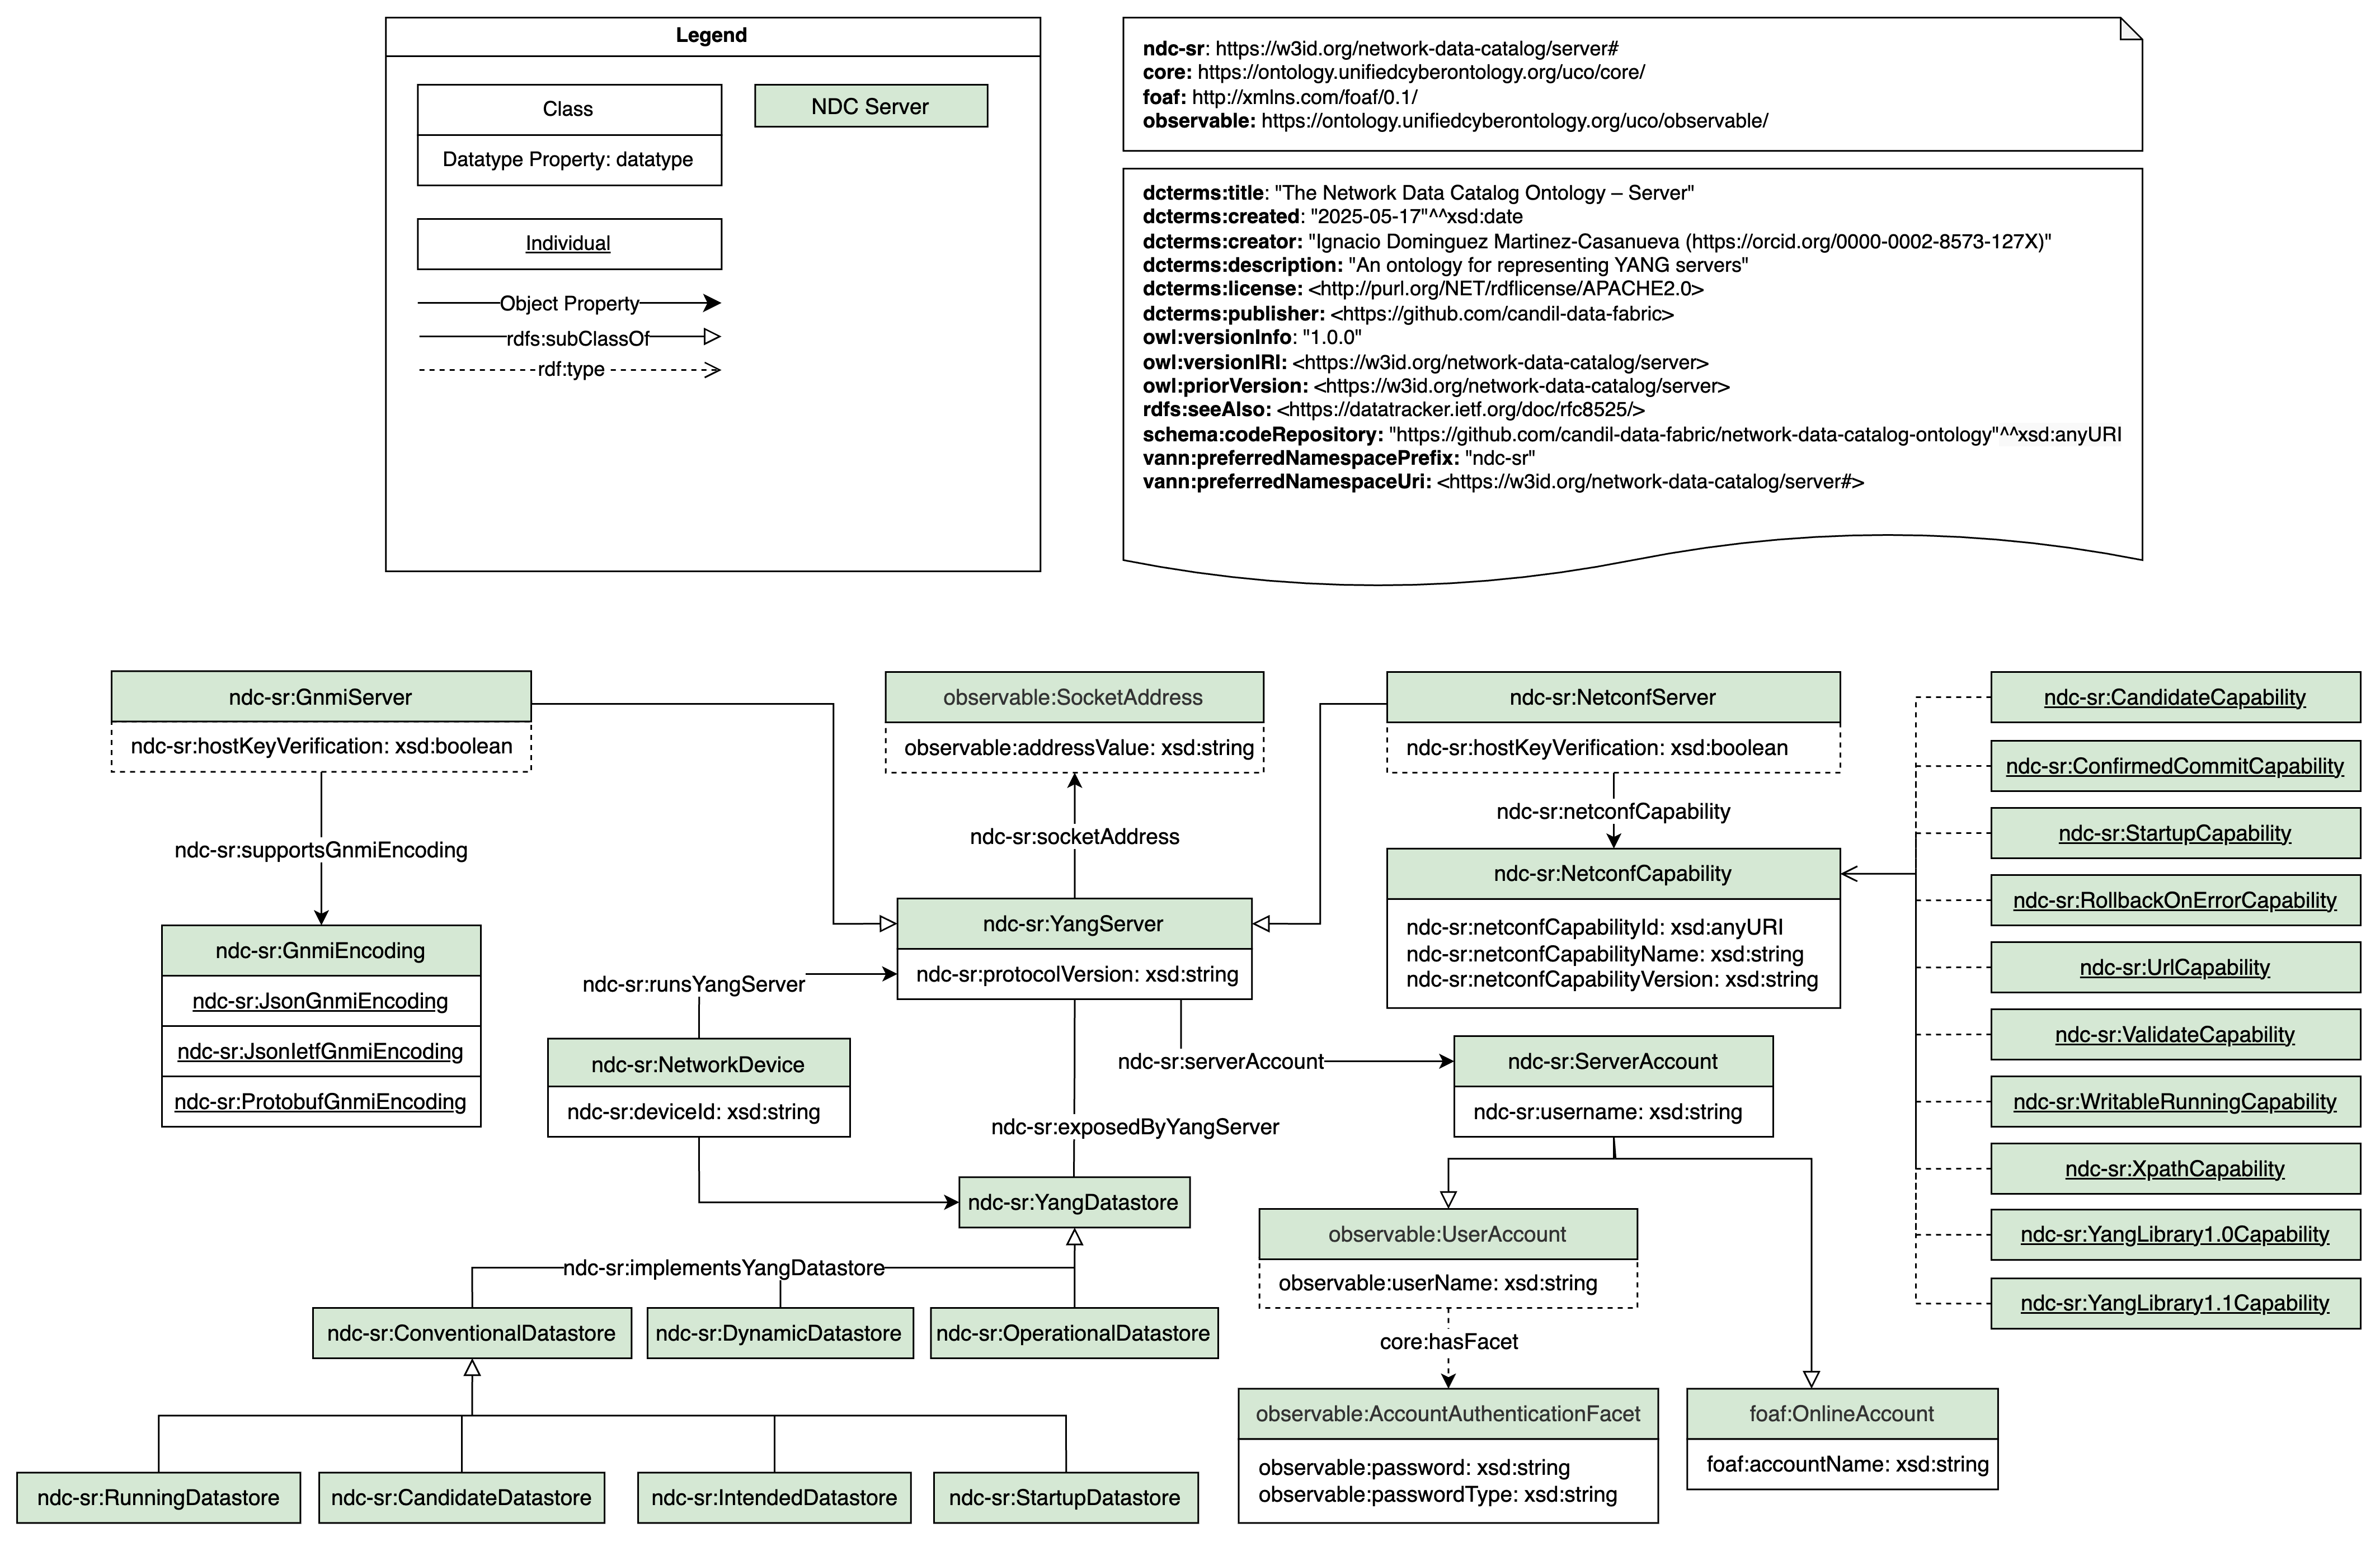 Legend
Class
Datatype Property: datatype
NDC Server
Individual
Object Property
rdfs:subClassOf
rdf:type
ndc-sr: https://w3id.org/network-data-catalog/server#
core: https://ontology.unifiedcyberontology.org/uco/core/
foaf: http://xmlns.com/foaf/0.1/
observable: https://ontology.unifiedcyberontology.org/uco/observable/
dcterms:title: "The Network Data Catalog Ontology – Server"
dcterms:created: "2025-05-17"^^xsd:date
dcterms:creator: "Ignacio Dominguez Martinez-Casanueva (https://orcid.org/0000-0002-8573-127X)"
dcterms:description: "An ontology for representing YANG servers"
dcterms:license: <http://purl.org/NET/rdflicense/APACHE2.0>
dcterms:publisher: <https://github.com/candil-data-fabric>
owl:versionInfo: "1.0.0"
owl:versionIRI: <https://w3id.org/network-data-catalog/server>
owl:priorVersion: <https://w3id.org/network-data-catalog/server>
rdfs:seeAlso: <https://datatracker.ietf.org/doc/rfc8525/>
schema:codeRepository: "https://github.com/candil-data-fabric/network-data-catalog-ontology"^^xsd:anyURI
vann:preferredNamespacePrefix: "ndc-sr"
vann:preferredNamespaceUri: <https://w3id.org/network-data-catalog/server#>
ndc-sr:GnmiServer
ndc-sr:hostKeyVerification: xsd:boolean
ndc-sr:supportsGnmiEncoding
ndc-sr:GnmiEncoding
ndc-sr:JsonGnmiEncoding
ndc-sr:JsonIetfGnmiEncoding
ndc-sr:ProtobufGnmiEncoding
observable:SocketAddress
observable:addressValue: xsd:string
ndc-sr:socketAddress
ndc-sr:YangServer
ndc-sr:protocolVersion: xsd:string
ndc-sr:runsYangServer
ndc-sr:NetworkDevice
ndc-sr:deviceId: xsd:string
ndc-sr:exposedByYangServer
ndc-sr:serverAccount
ndc-sr:NetconfServer
ndc-sr:hostKeyVerification: xsd:boolean
ndc-sr:netconfCapability
ndc-sr:NetconfCapability
ndc-sr:netconfCapabilityId: xsd:anyURI
ndc-sr:netconfCapabilityName: xsd:string
ndc-sr:netconfCapabilityVersion: xsd:string
ndc-sr:CandidateCapability
ndc-sr:ConfirmedCommitCapability
ndc-sr:StartupCapability
ndc-sr:RollbackOnErrorCapability
ndc-sr:UrlCapability
ndc-sr:ValidateCapability
ndc-sr:WritableRunningCapability
ndc-sr:XpathCapability
ndc-sr:YangLibrary1.0Capability
ndc-sr:YangLibrary1.1Capability
ndc-sr:ServerAccount
ndc-sr:username: xsd:string
ndc-sr:YangDatastore
ndc-sr:implementsYangDatastore
ndc-sr:ConventionalDatastore
ndc-sr:DynamicDatastore
ndc-sr:OperationalDatastore
ndc-sr:RunningDatastore
ndc-sr:CandidateDatastore
ndc-sr:IntendedDatastore
ndc-sr:StartupDatastore
observable:UserAccount
observable:userName: xsd:string
core:hasFacet
observable:AccountAuthenticationFacet
observable:password: xsd:string
observable:passwordType: xsd:string
foaf:OnlineAccount
foaf:accountName: xsd:string